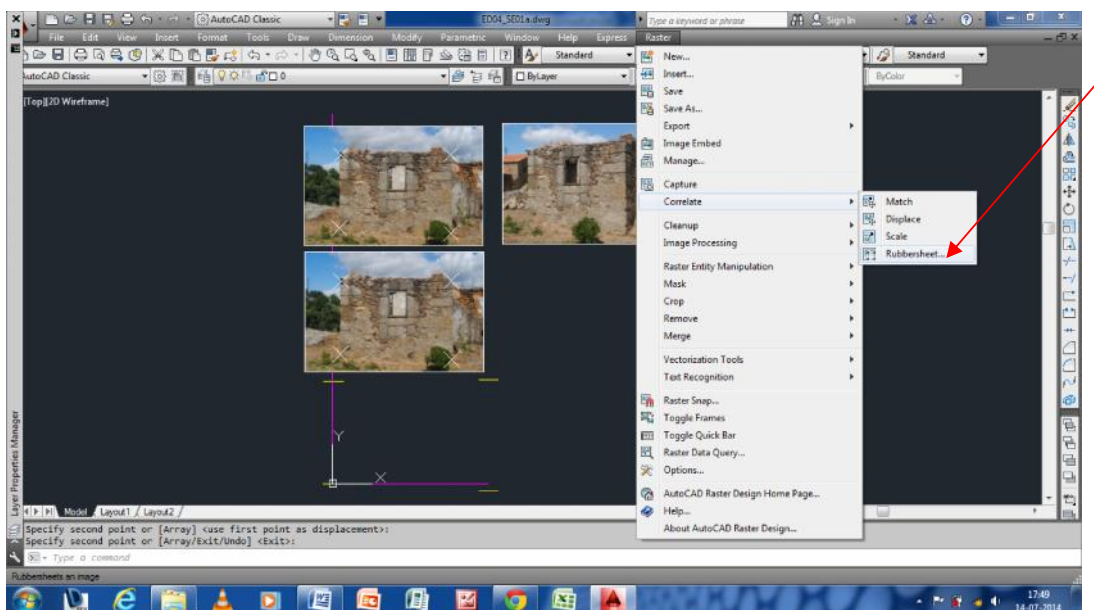 AutoCAD Classic
ED04_SE01a.dwg
Type a keyword or phrase
Sign In
File Edit View Insert Format Tools Draw Dimension Modify Parametric Window Help Express Raster
Standard
Standard
AutoCAD Classic
0
ByLayer
ByColor
[Top][2D Wireframe]
New...
Insert...
Save
Save As...
Export
Image Embed
Manage...
Capture
Correlate
Cleanup
Image Processing
Raster Entity Manipulation
Mask
Crop
Remove
Merge
Vectorization Tools
Text Recognition
Raster Snap...
Toggle Frames
Toggle Quick Bar
Raster Data Query...
Options...
AutoCAD Raster Design Home Page...
Help...
About AutoCAD Raster Design...
Match
Displace
Scale
Rubbersheet...
Y
X
Layer Properties Manager
Model / Layout1 / Layout2 /
Specify second point or [Array] <use first point as displacement>:
Specify second point or [Array/Exit/Undo] <Exit>:
Type a command
Rubbersheets an image
17:49
14-07-2014